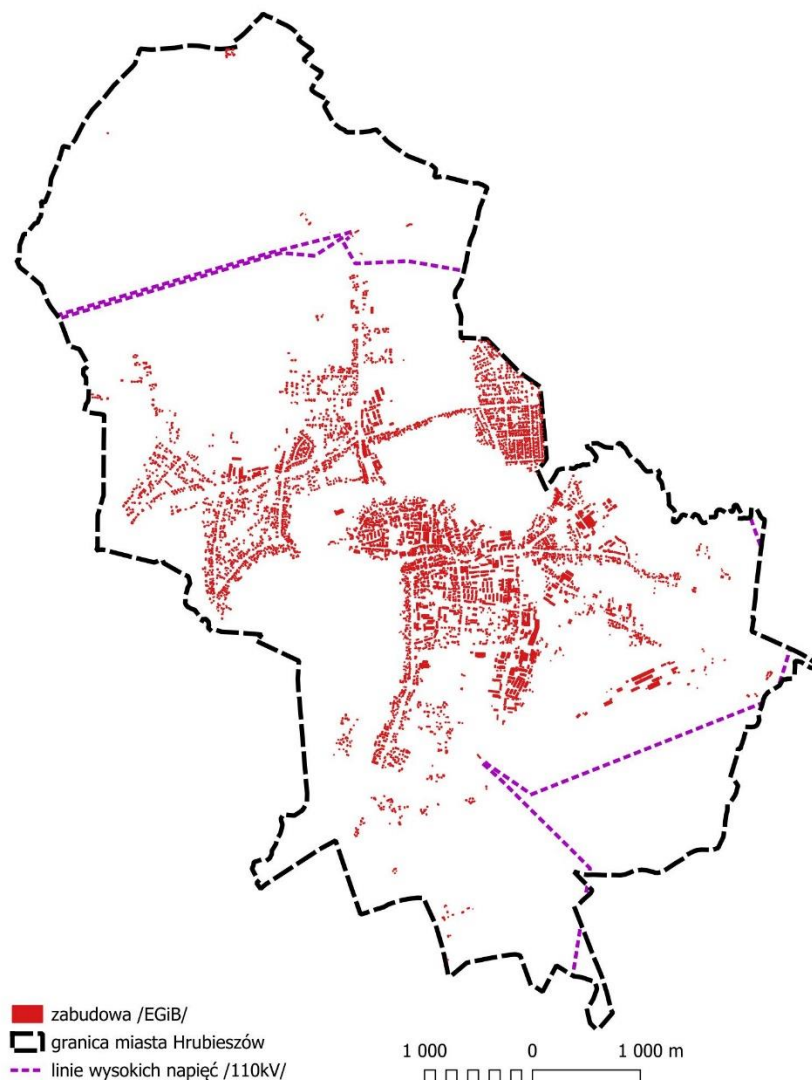 zabudowa /EGiB/
granica miasta Hrubieszów
linie wysokich napięć /110kV/
1 000 0 1 000 m